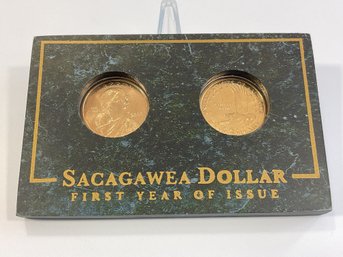 SACAGAWEA DOLLAR
FIRST YEAR OF ISSUE